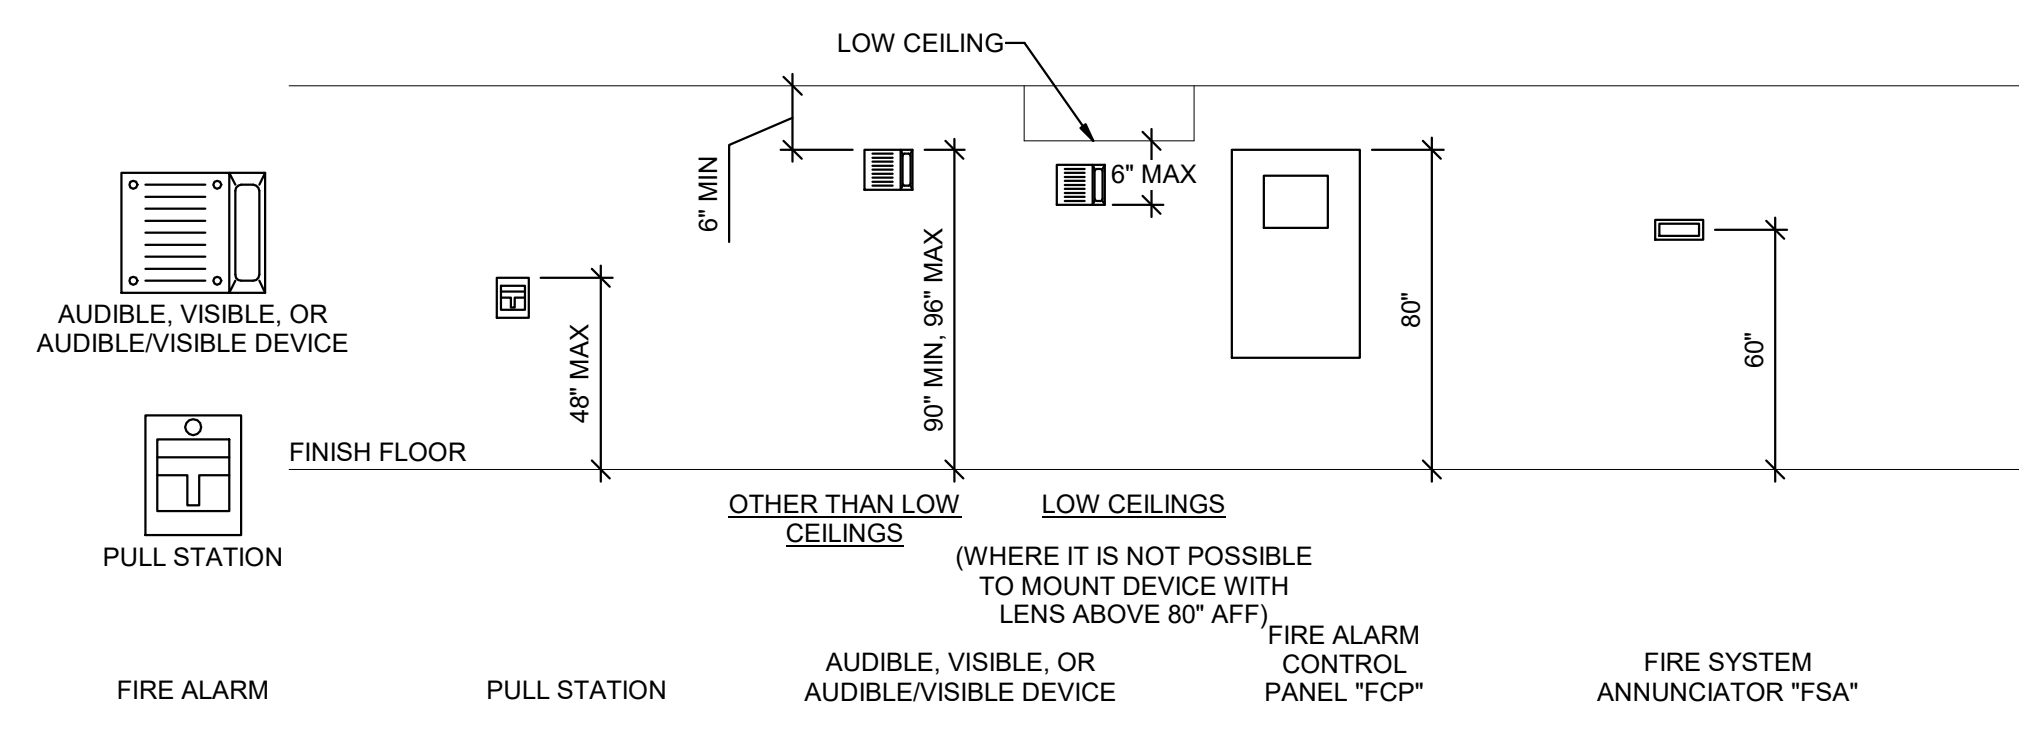 LOW CEILING
6" MIN
6" MAX
90" MIN, 96" MAX
48" MAX
80"
60"
AUDIBLE, VISIBLE, OR
AUDIBLE/VISIBLE DEVICE
FINISH FLOOR
PULL STATION
OTHER THAN LOW
CEILINGS
LOW CEILINGS
(WHERE IT IS NOT POSSIBLE
TO MOUNT DEVICE WITH
LENS ABOVE 80" AFF)
FIRE ALARM
PULL STATION
AUDIBLE, VISIBLE, OR
AUDIBLE/VISIBLE DEVICE
FIRE ALARM
CONTROL
PANEL "FCP"
FIRE SYSTEM
ANNUNCIATOR "FSA"